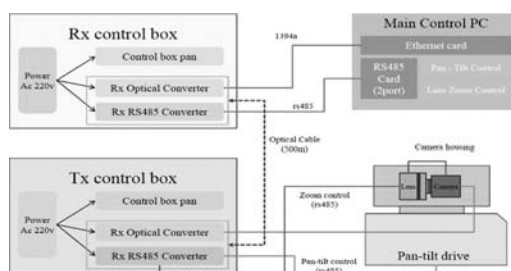 Rx control box
Power
Ac 220v
Control box pan
Rx Optical Converter
Rx RS485 Converter
1394a
rs485
Main Control PC
Ethernet card
RS485
Card
(2port)
Pan - Tilt Control
Lens Zoom Control
Optical Cable
(500m)
Tx control box
Power
Ac 220v
Control box pan
Rx Optical Converter
Rx RS485 Converter
Camera housing
Lens
Camera
Zoom control
(rs485)
Pan-tilt control
(rs485)
Pan-tilt drive